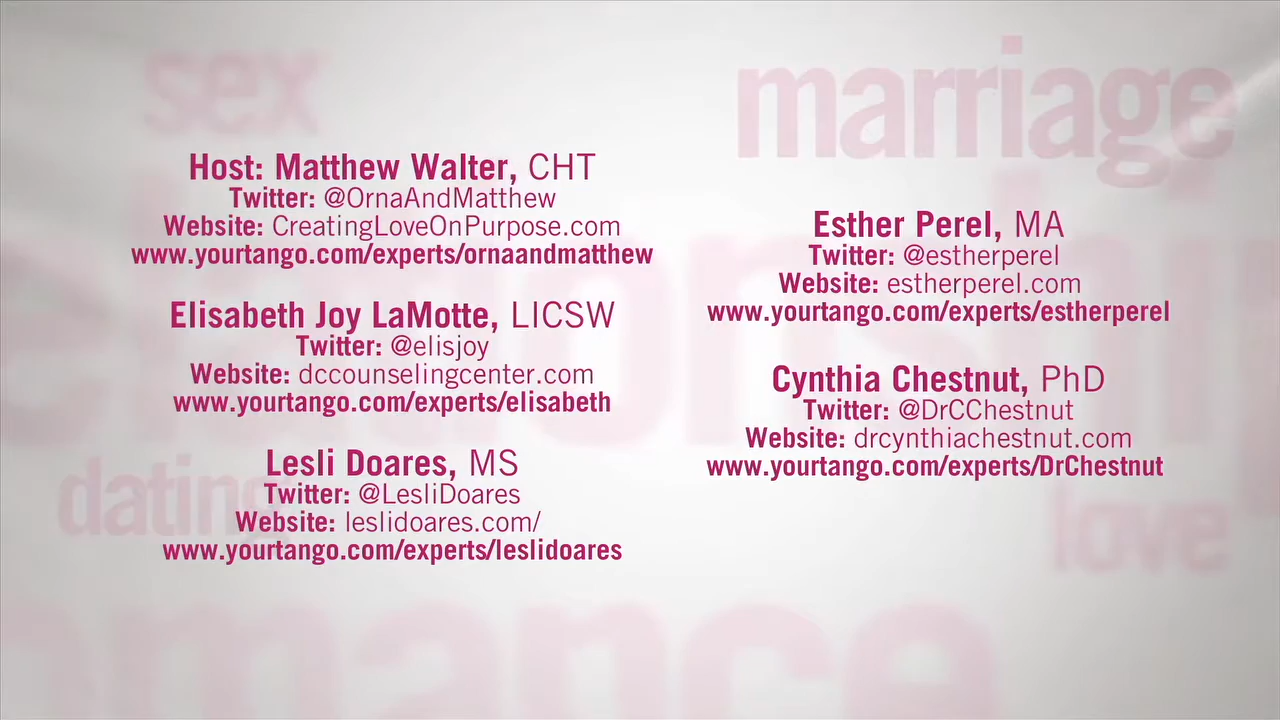 sex
marriage
Host: Matthew Walter, CHT
Twitter: @OrnaAndMatthew
Website: CreatingLoveOnPurpose.com
www.yourtango.com/experts/ornaandmatthew
Elisabeth Joy LaMotte, LICSW
Twitter: @elisjoy
Website: dccounselingcenter.com
www.yourtango.com/experts/elisabeth
Lesli Doares, MS
Twitter: @LesliDoares
Website: leslidoares.com/
www.yourtango.com/experts/leslidoares
Esther Perel, MA
Twitter: @estherperel
Website: estherperel.com
www.yourtango.com/experts/estherperel
Cynthia Chestnut, PhD
Twitter: @DrCChestnut
Website: drcynthiachestnut.com
www.yourtango.com/experts/DrChestnut
dating
love
mance